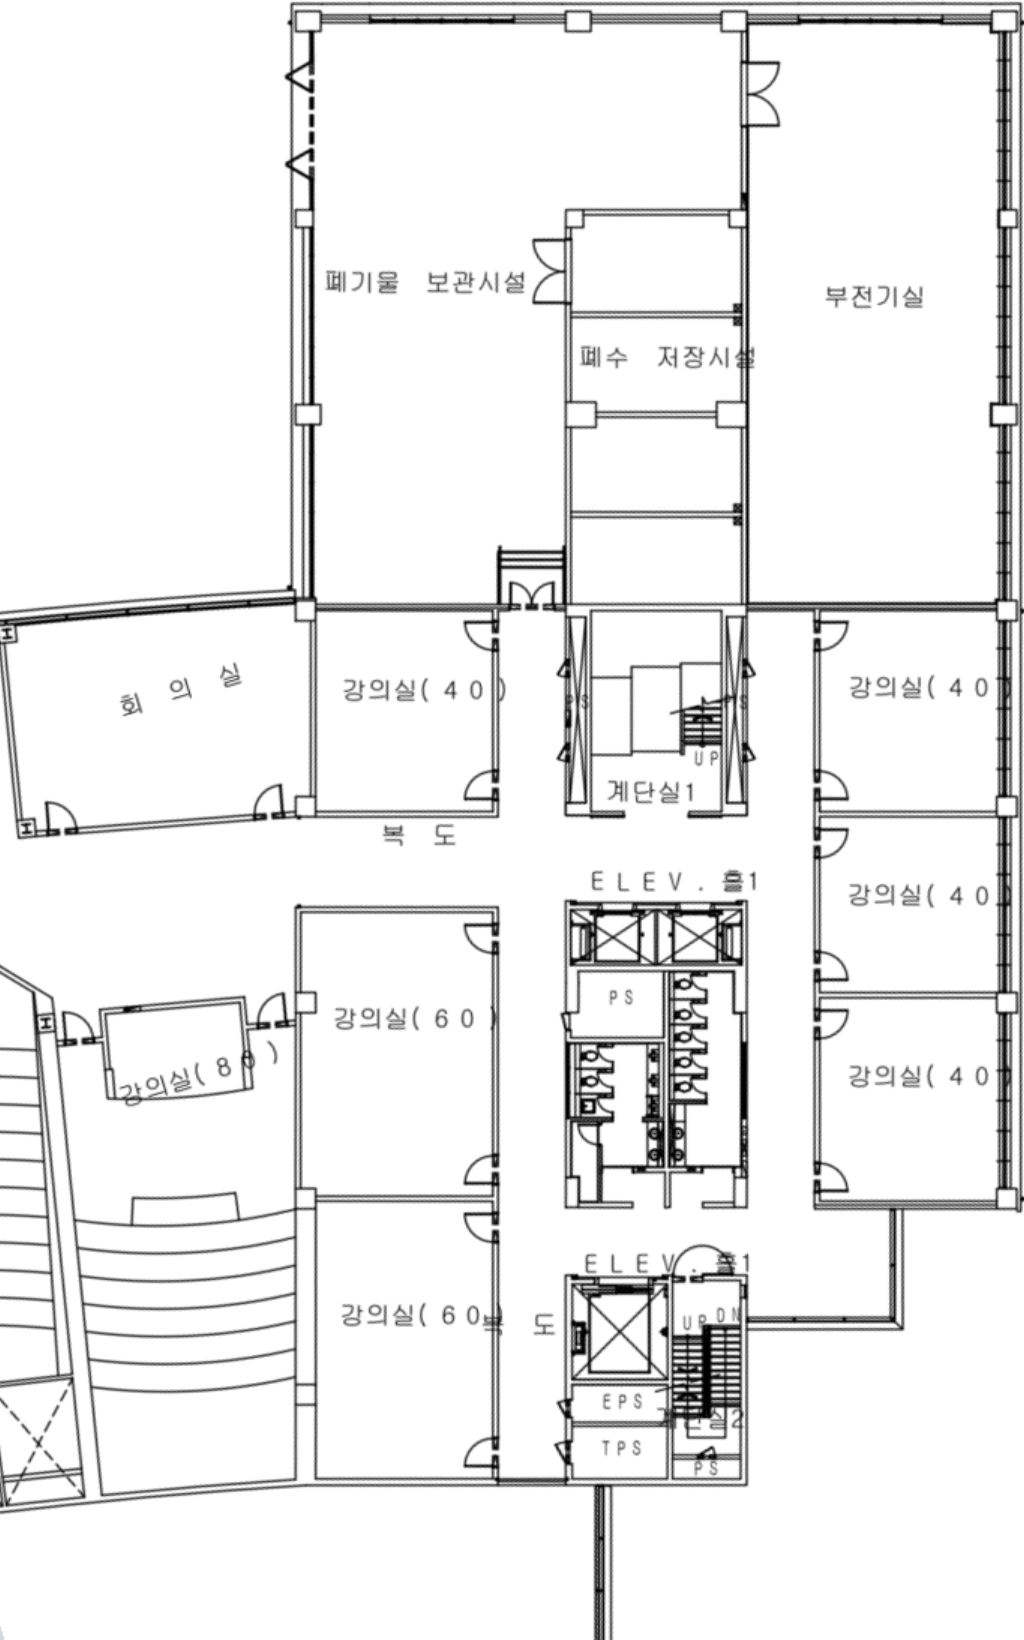 폐기물 보관시설
부전기실
폐수 저장시설
회 의 실
강의실(40)
PS
PS
강의실(40)
UP
계단실1
복 도
ELEV. 홀1
강의실(40)
PS
강의실(60)
강의실(80)
강의실(40)
ELEV. 홀1
강의실(60)
복 도
UP
DN
EPS
계단실2
TPS
PS